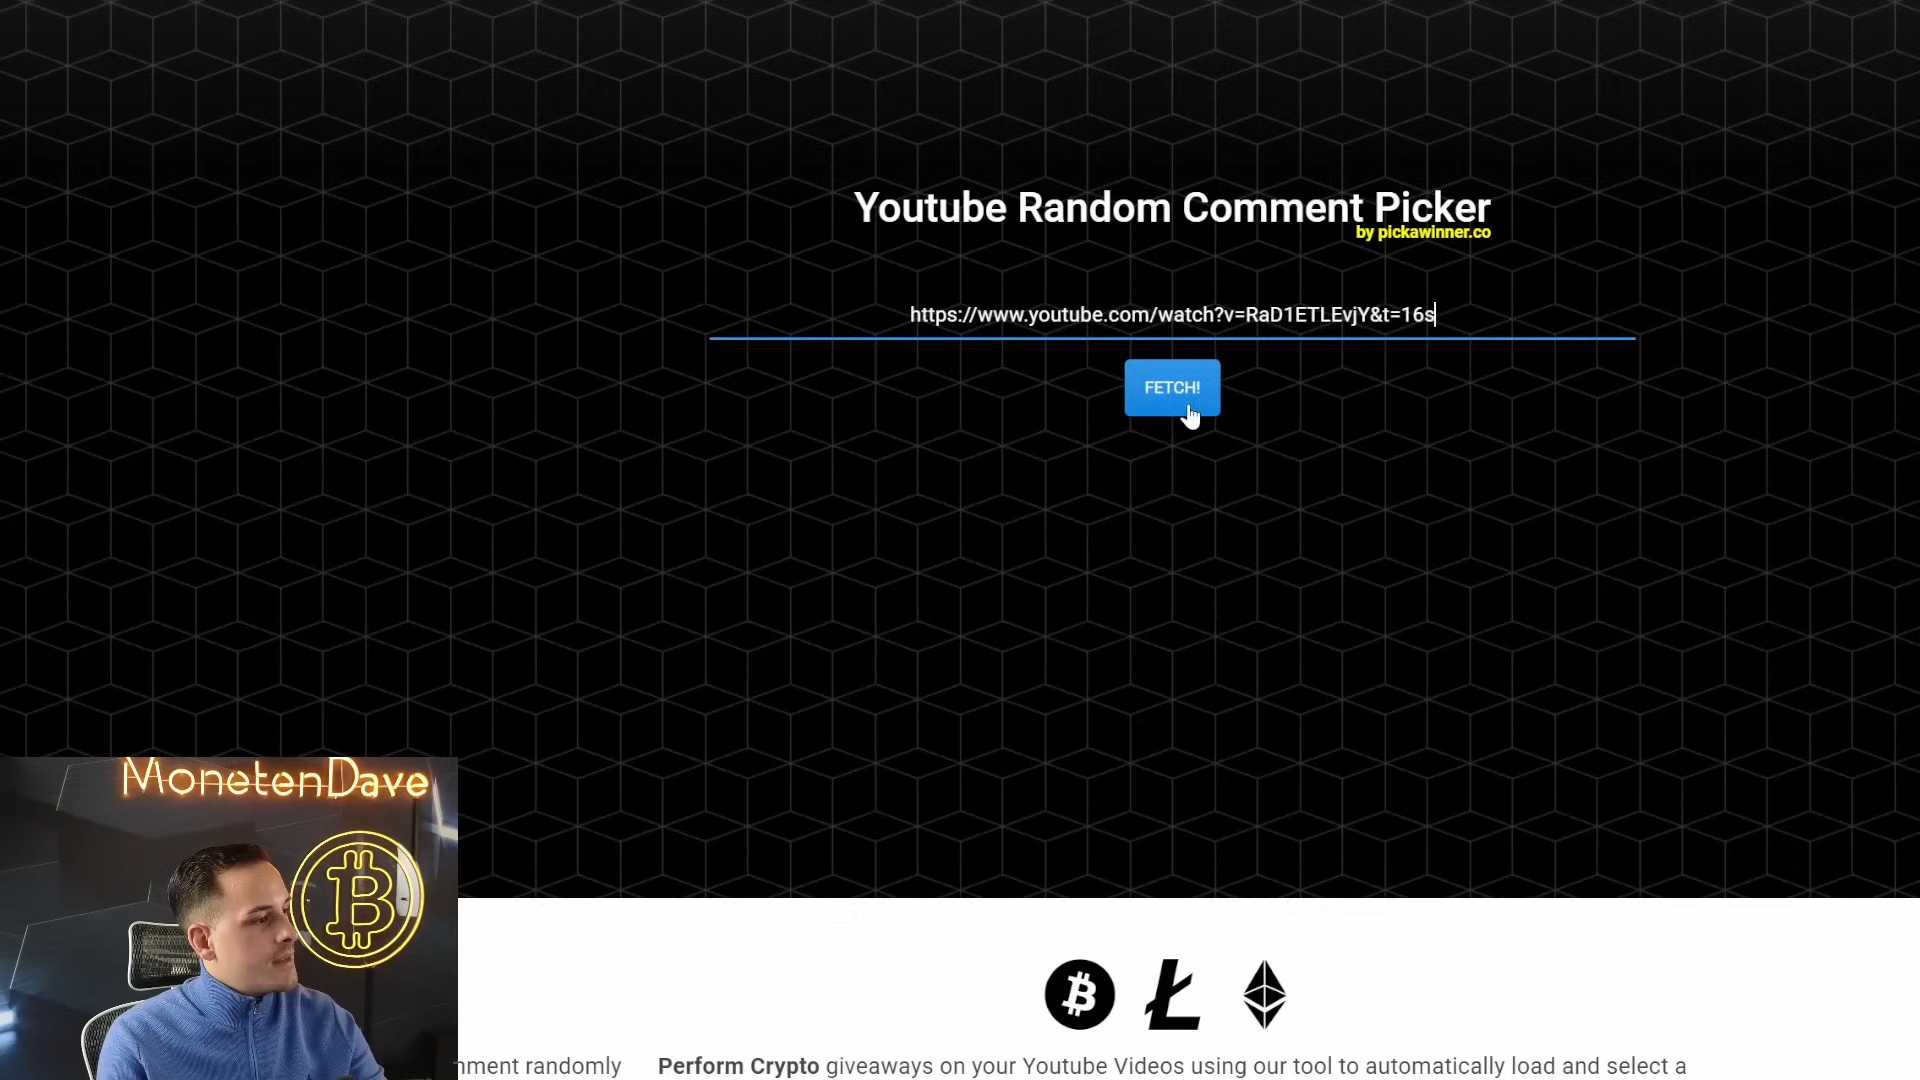 Youtube Random Comment Picker
by pickawinner.co
https://www.youtube.com/watch?v=RaD1ETLEvjY&t=16s
FETCH!
MonetenDave
randomly
Perform Crypto giveaways on your Youtube Videos using our tool to automatically load and select a